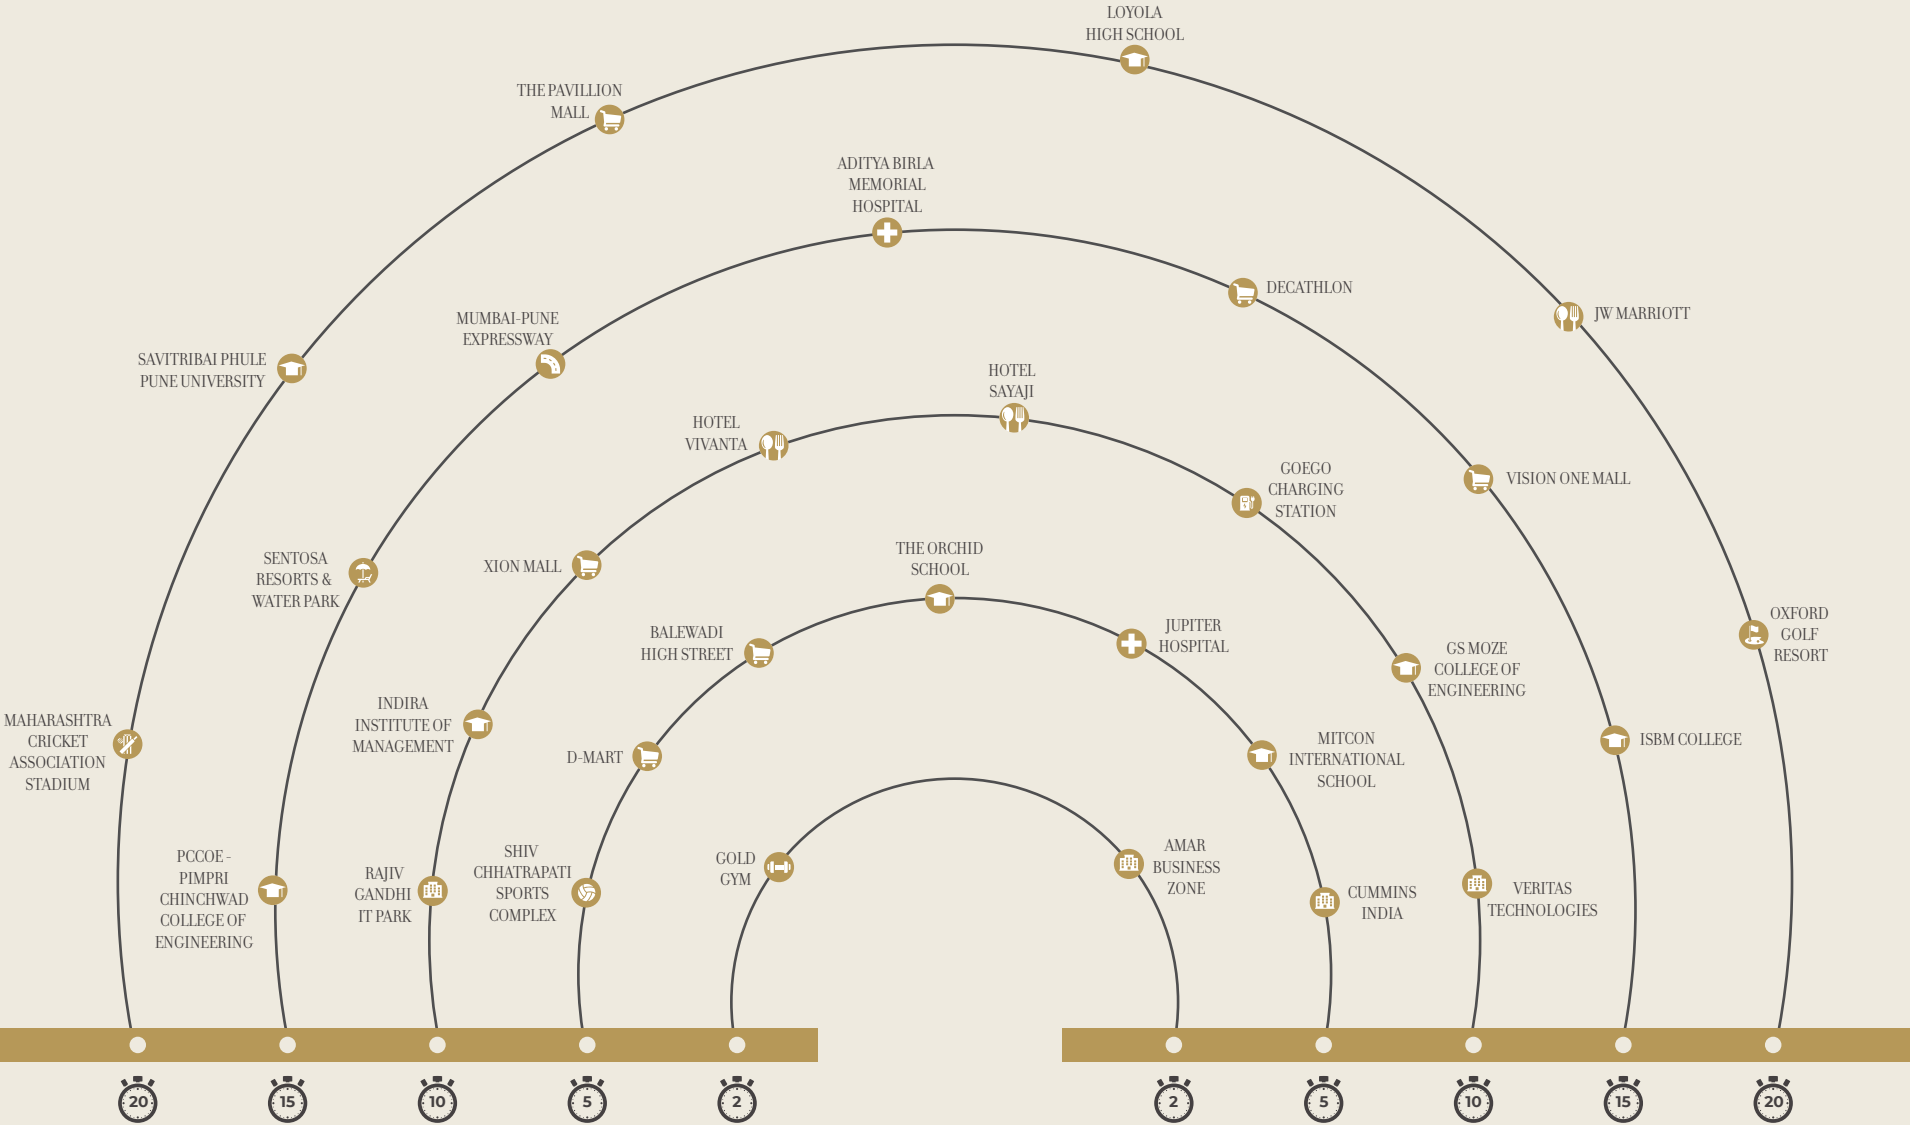 LOYOLA
HIGH SCHOOL
THE PAVILLION
MALL
ADITYA BIRLA
MEMORIAL
HOSPITAL
DECATHLON
JW MARRIOTT
MUMBAI-PUNE
EXPRESSWAY
SAVITRIBAI PHULE
PUNE UNIVERSITY
HOTEL
SAYAJI
HOTEL
VIVANTA
GOEGO
CHARGING
STATION
VISION ONE MALL
SENTOSA
RESORTS &
WATER PARK
XION MALL
THE ORCHID
SCHOOL
BALEWADI
HIGH STREET
JUPITER
HOSPITAL
GS MOZE
COLLEGE OF
ENGINEERING
OXFORD
GOLF
RESORT
MAHARASHTRA
CRICKET
ASSOCIATION
STADIUM
INDIRA
INSTITUTE OF
MANAGEMENT
D-MART
MITCON
INTERNATIONAL
SCHOOL
ISBM COLLEGE
PCCOE -
PIMPRI
CHINCHWAD
COLLEGE OF
ENGINEERING
RAJIV
GANDHI
IT PARK
SHIV
CHHATRAPATI
SPORTS
COMPLEX
GOLD
GYM
AMAR
BUSINESS
ZONE
CUMMINS
INDIA
VERITAS
TECHNOLOGIES
20 15 10 5 2 2 5 10 15 20